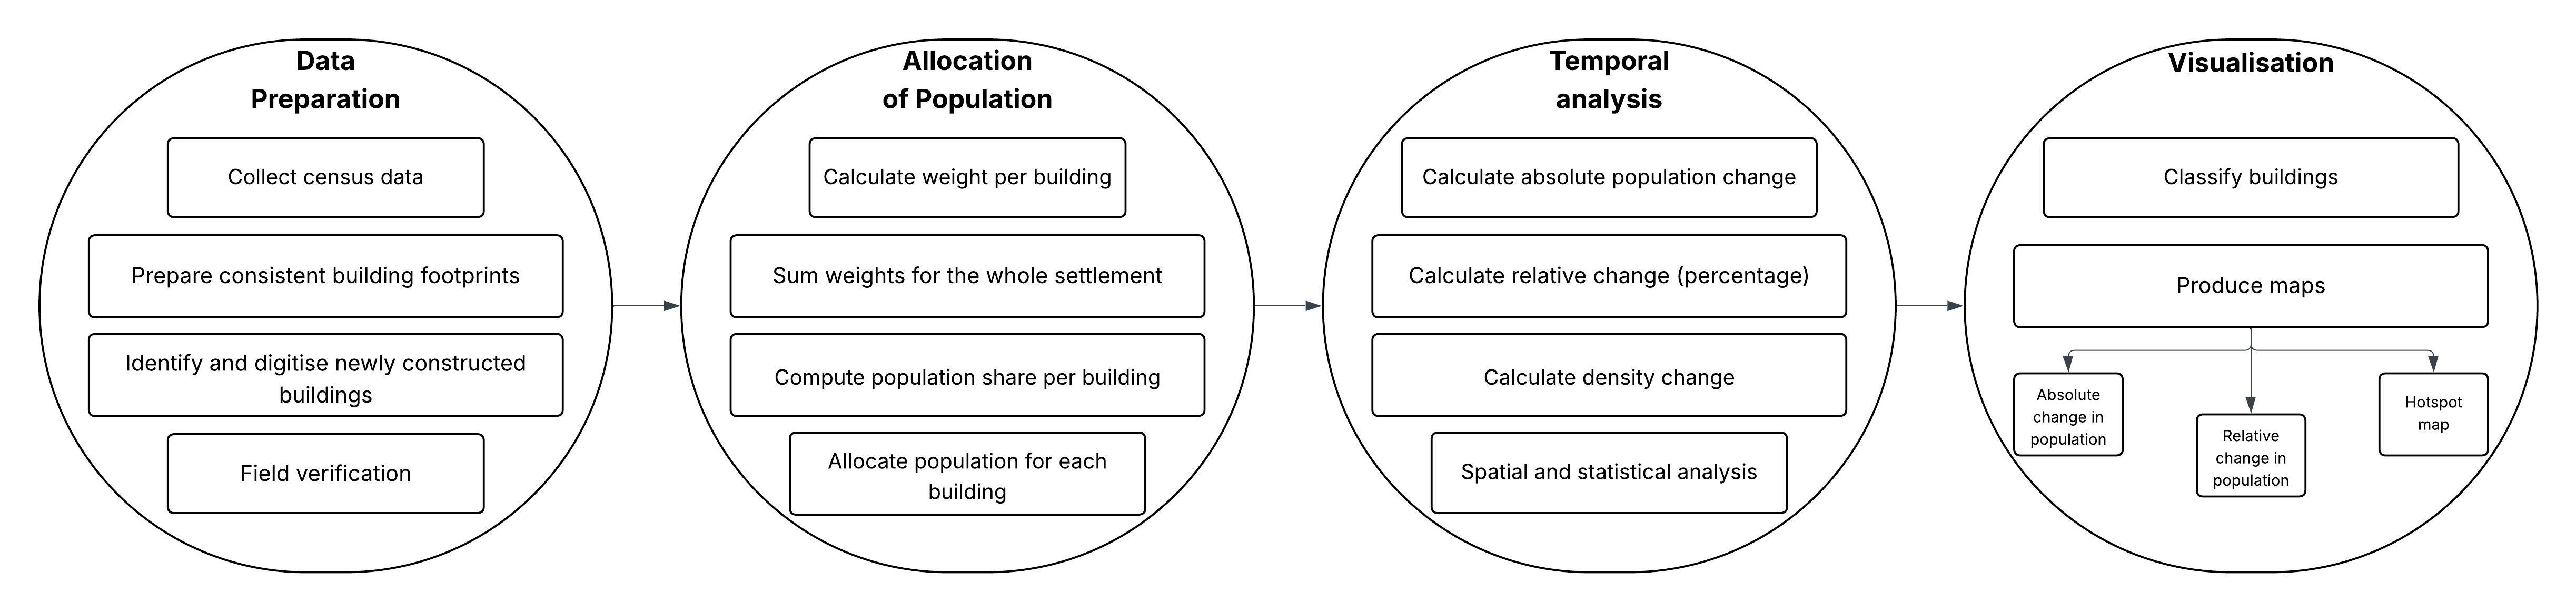 Data
Preparation
Collect census data
Prepare consistent building footprints
Identify and digitise newly constructed
buildings
Field verification
Allocation
of Population
Calculate weight per building
Sum weights for the whole settlement
Compute population share per building
Allocate population for each
building
Temporal
analysis
Calculate absolute population change
Calculate relative change (percentage)
Calculate density change
Spatial and statistical analysis
Visualisation
Classify buildings
Produce maps
Absolute
change in
population
Relative
change in
population
Hotspot
map